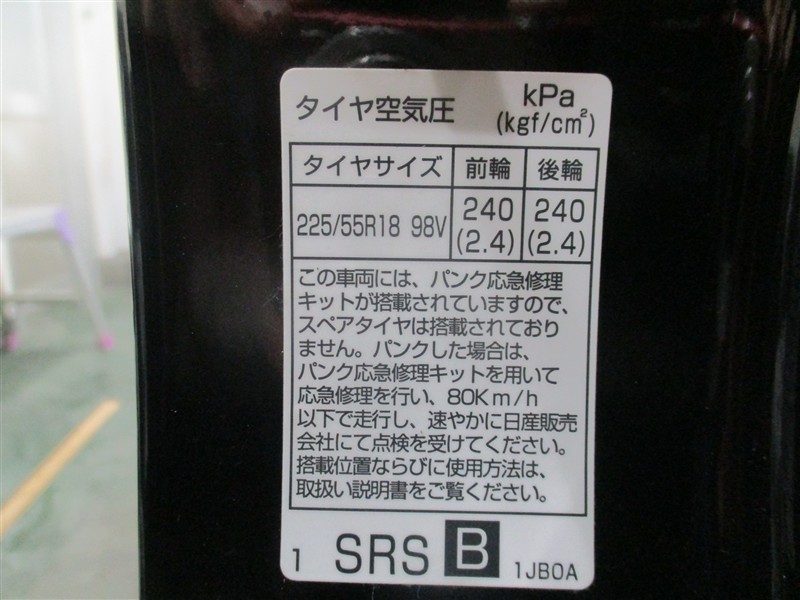 タイヤ空気圧 kPa
(kgf/cm²)
タイヤサイズ 前輪 後輪
225/55R18 98V 240 240
(2.4) (2.4)
この車両には、パンク応急修理
キットが搭載されていますので、
スペアタイヤは搭載されており
ません。パンクした場合は、
パンク応急修理キットを用いて
応急修理を行い、80Km/h
以下で走行し、速やかに日産販売
会社にて点検を受けてください。
搭載位置ならびに使用方法は、
取扱い説明書をご覧ください。
1 SRS B 1JB0A